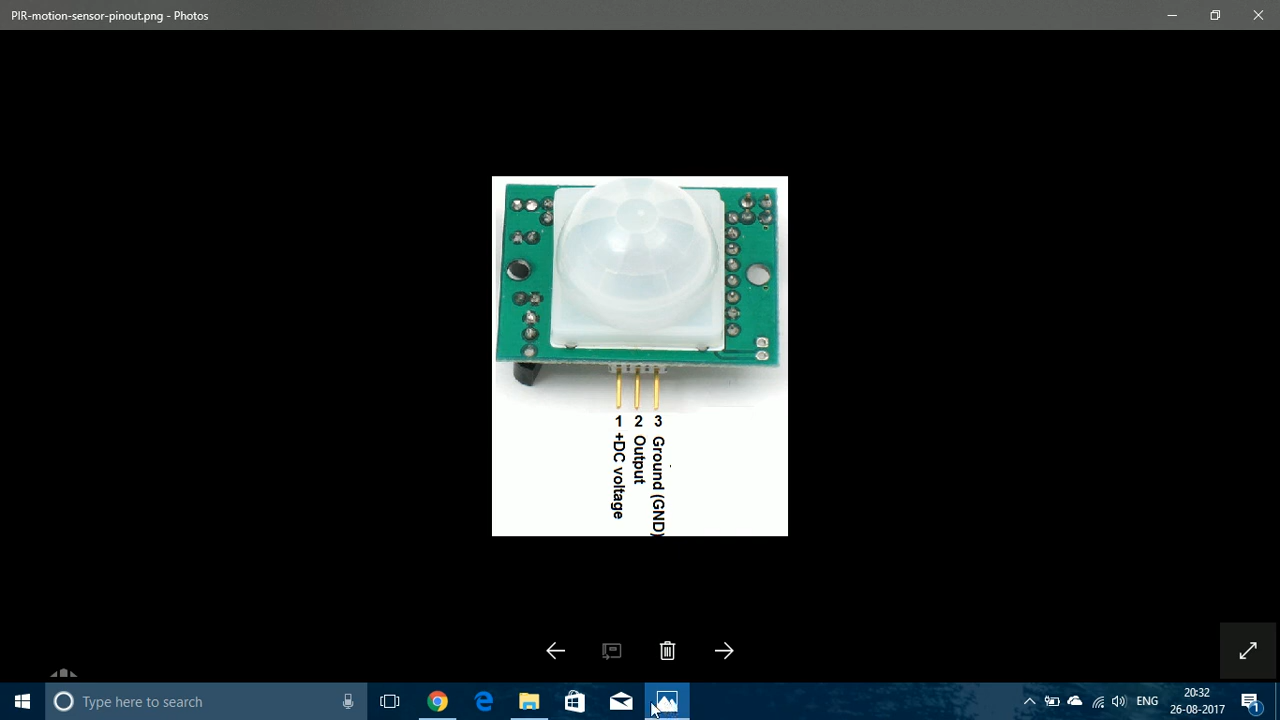 PIR-motion-sensor-pinout.png - Photos
1 2 3
+DC voltage
Output
Ground (GND)
Type here to search
ENG
20:32
26-08-2017
1